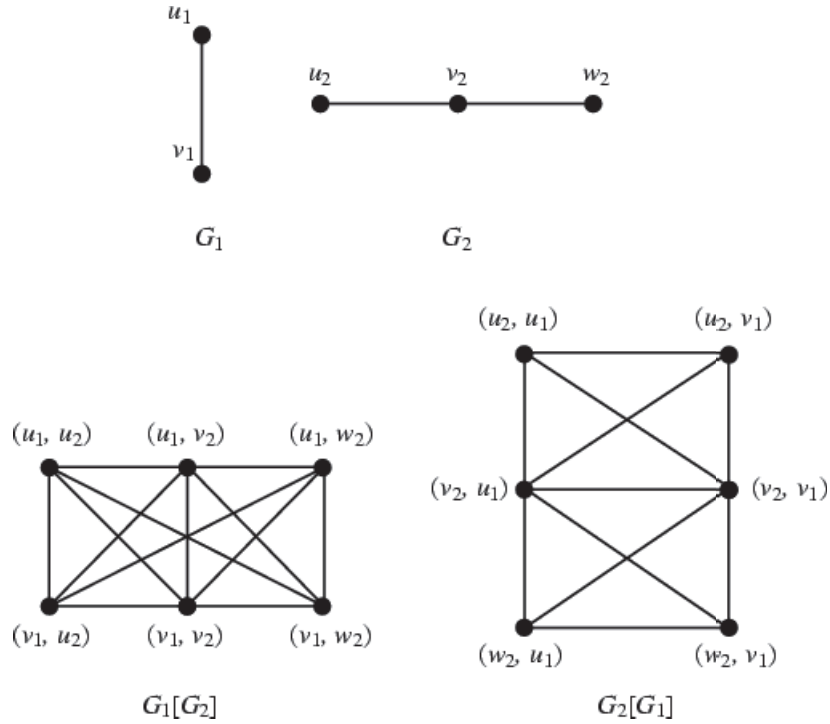 u₁
u₂ v₂ w₂
v₁
G₁ G₂
(u₂, u₁) (u₂, v₁)
(u₁, u₂) (u₁, v₂) (u₁, w₂)
(v₂, u₁) (v₂, v₁)
(v₁, u₂) (v₁, v₂) (v₁, w₂)
(w₂, u₁) (w₂, v₁)
G₁[G₂] G₂[G₁]